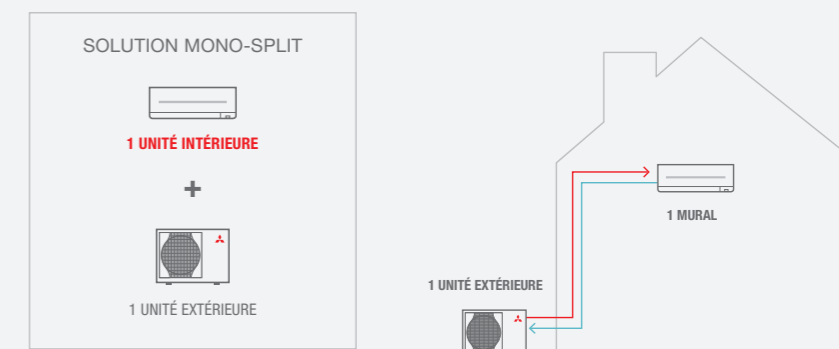 SOLUTION MONO-SPLIT
1 UNITÉ INTÉRIEURE
+
1 UNITÉ EXTÉRIEURE
1 MURAL
1 UNITÉ EXTÉRIEURE